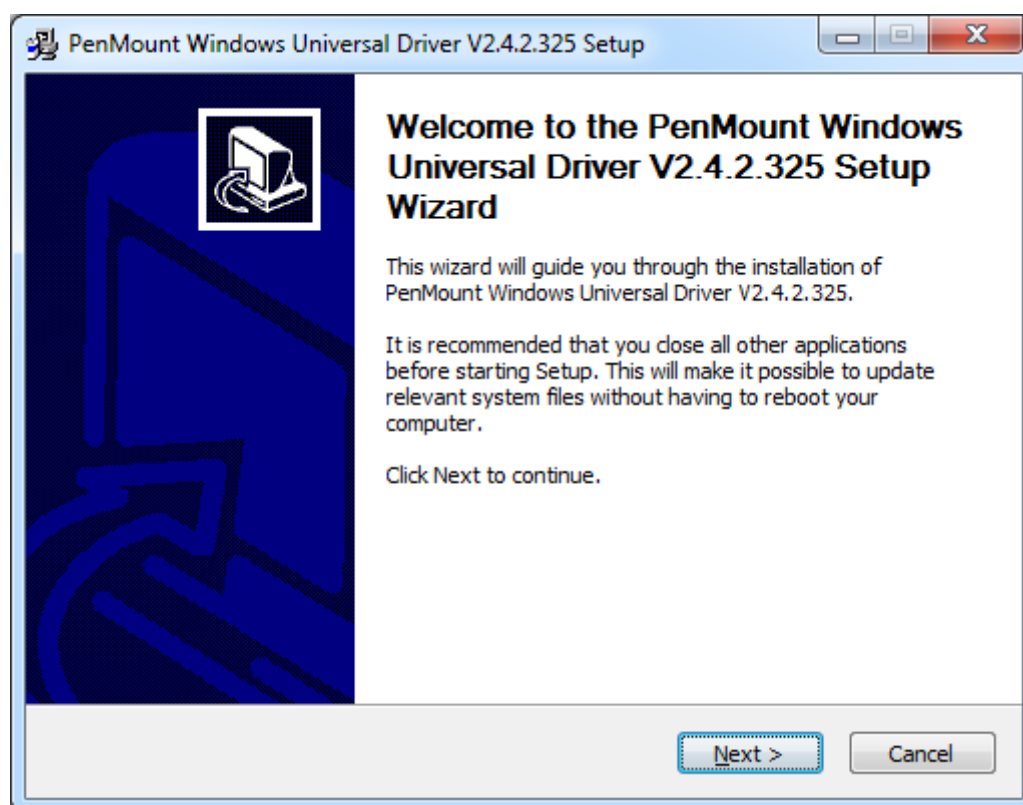 PenMount Windows Universal Driver V2.4.2.325 Setup
Welcome to the PenMount Windows
Universal Driver V2.4.2.325 Setup
Wizard
This wizard will guide you through the installation of
PenMount Windows Universal Driver V2.4.2.325.
It is recommended that you close all other applications
before starting Setup. This will make it possible to update
relevant system files without having to reboot your
computer.
Click Next to continue.
Next >
Cancel